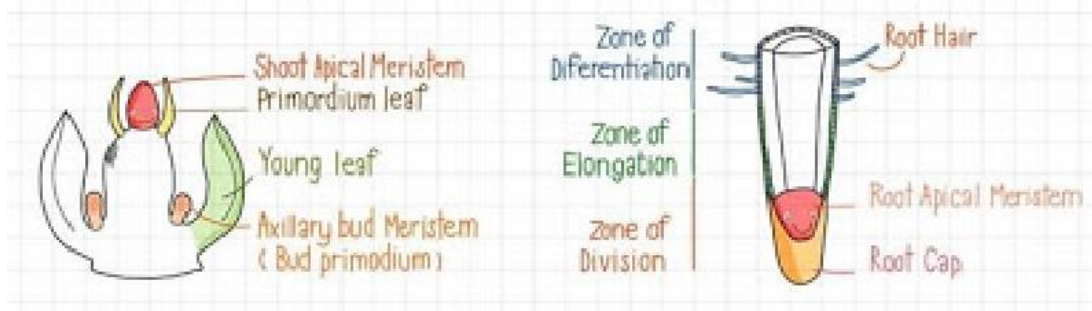 Shoot Apical Meristem
Primordium leaf
Young leaf
Axillary bud Meristem
( Bud primodium )
Zone of
Diferentiation
Zone of
Elongation
Zone of
Division
Root Hair
Root Apical Meristem
Root Cap